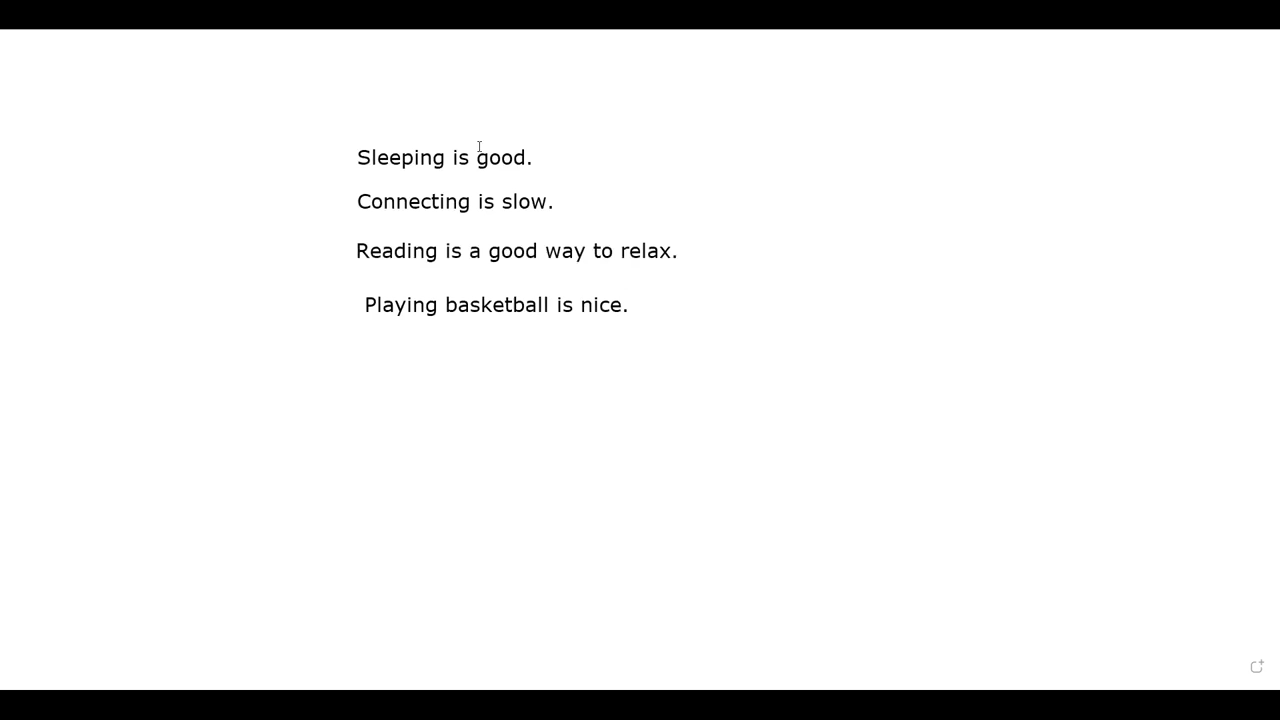 Sleeping is good.
Connecting is slow.
Reading is a good way to relax.
Playing basketball is nice.